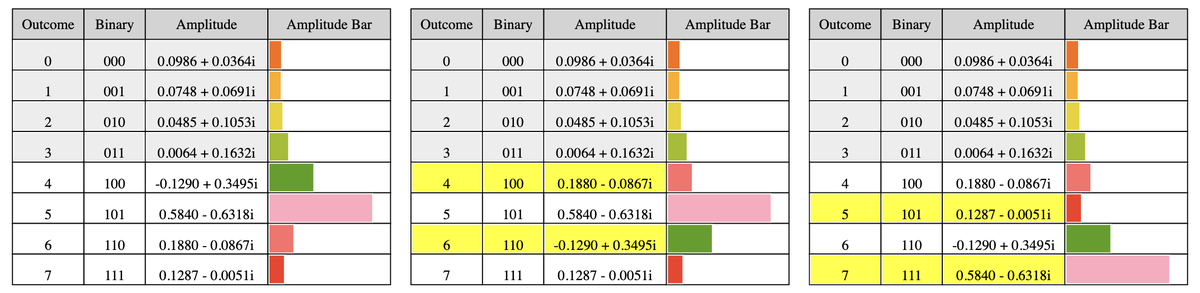 Outcome Binary Amplitude Amplitude Bar
0 000 0.0986 + 0.0364i
1 001 0.0748 + 0.0691i
2 010 0.0485 + 0.1053i
3 011 0.0064 + 0.1632i
4 100 -0.1290 + 0.3495i
5 101 0.5840 - 0.6318i
6 110 0.1880 - 0.0867i
7 111 0.1287 - 0.0051i
Outcome Binary Amplitude Amplitude Bar
0 000 0.0986 + 0.0364i
1 001 0.0748 + 0.0691i
2 010 0.0485 + 0.1053i
3 011 0.0064 + 0.1632i
4 100 0.1880 - 0.0867i
5 101 0.5840 - 0.6318i
6 110 -0.1290 + 0.3495i
7 111 0.1287 - 0.0051i
Outcome Binary Amplitude Amplitude Bar
0 000 0.0986 + 0.0364i
1 001 0.0748 + 0.0691i
2 010 0.0485 + 0.1053i
3 011 0.0064 + 0.1632i
4 100 0.1880 - 0.0867i
5 101 0.1287 - 0.0051i
6 110 -0.1290 + 0.3495i
7 111 0.5840 - 0.6318i